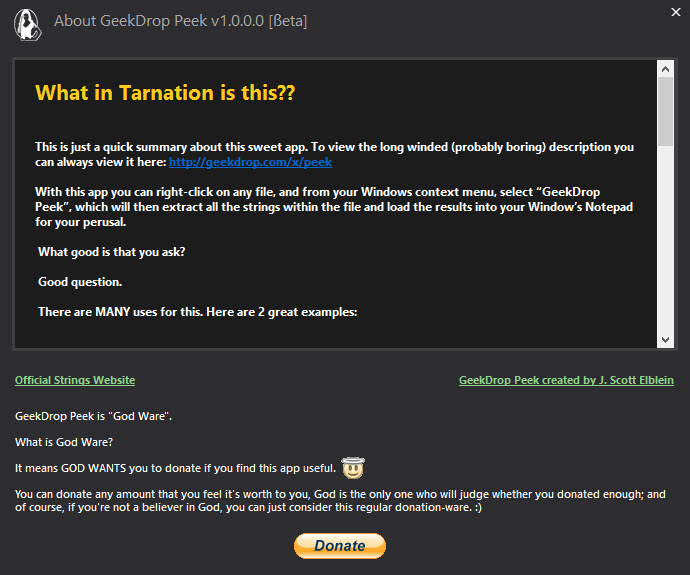 About GeekDrop Peek v1.0.0.0 [ßeta]
What in Tarnation is this??
This is just a quick summary about this sweet app. To view the long winded (probably boring) description you
can always view it here: http://geekdrop.com/x/peek
With this app you can right-click on any file, and from your Windows context menu, select “GeekDrop
Peek”, which will then extract all the strings within the file and load the results into your Window’s Notepad
for your perusal.
What good is that you ask?
Good question.
There are MANY uses for this. Here are 2 great examples:
Official Strings Website
GeekDrop Peek created by J. Scott Elblein
GeekDrop Peek is "God Ware".
What is God Ware?
It means GOD WANTS you to donate if you find this app useful.
You can donate any amount that you feel it's worth to you, God is the only one who will judge whether you donated enough; and
of course, if you're not a believer in God, you can just consider this regular donation-ware. :)
Donate